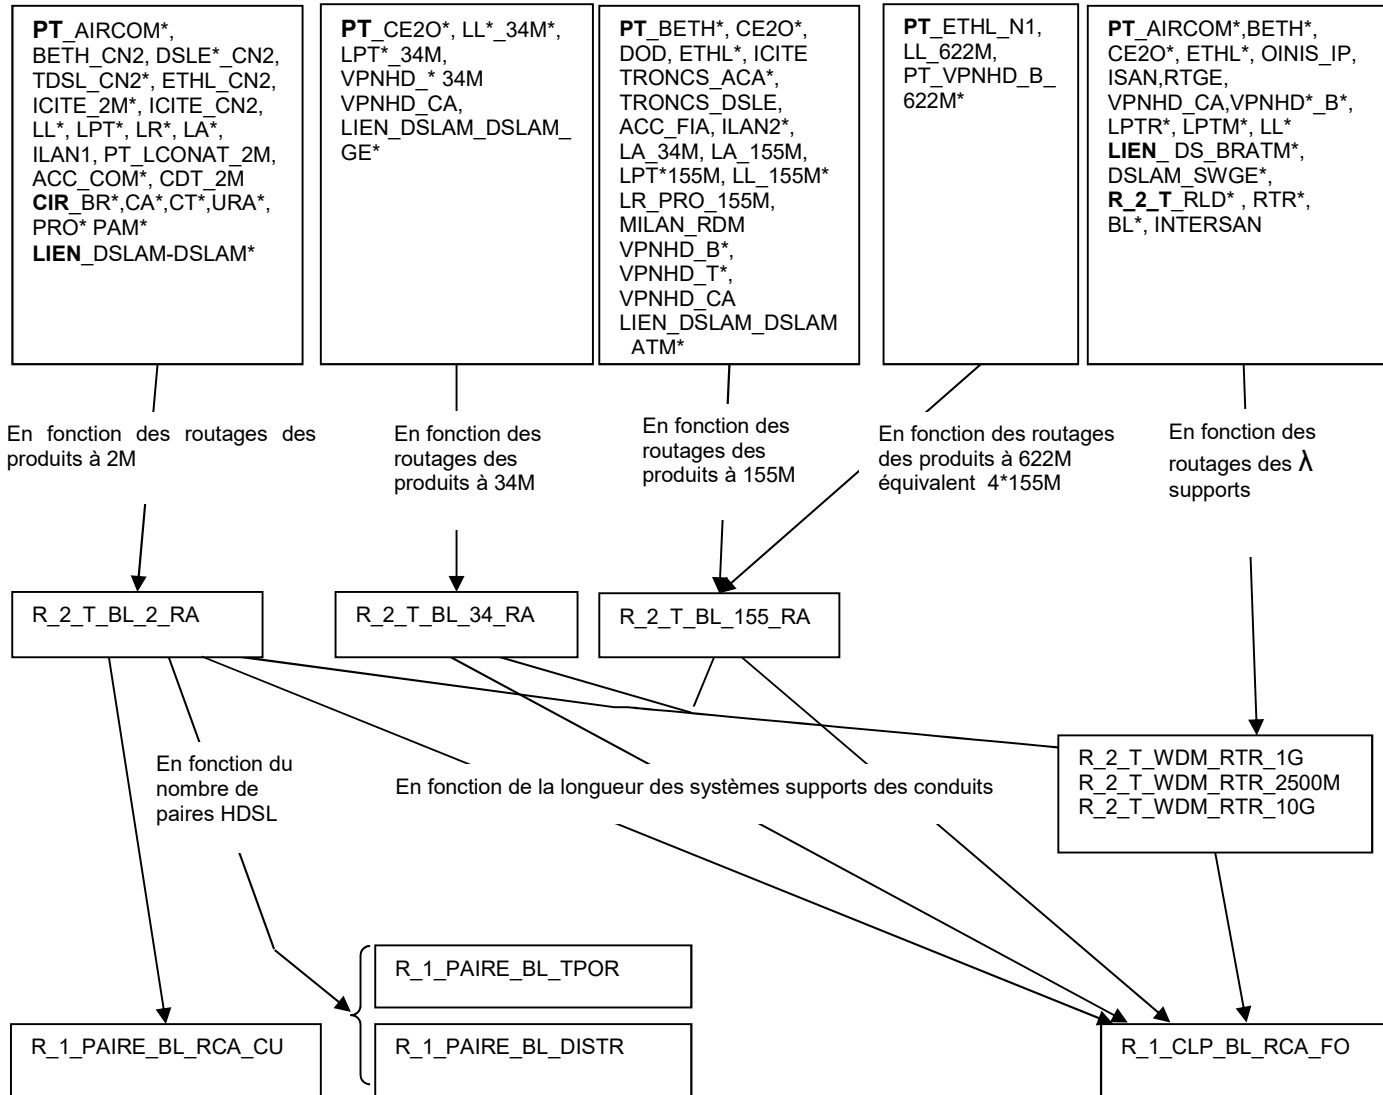 PT_AIRCOM*,
BETH_CN2, DSLE*_CN2,
TDSL_CN2*, ETHL_CN2,
ICITE_2M*, ICITE_CN2,
LL*, LPT*, LR*, LA*,
ILAN1, PT_LCONAT_2M,
ACC_COM*, CDT_2M
CIR_BR*,CA*,CT*,URA*,
PRO* PAM*
LIEN_DSLAM-DSLAM*
PT_CE2O*, LL*_34M*,
LPT*_34M,
VPNHD_* 34M
VPNHD_CA,
LIEN_DSLAM_DSLAM_
GE*
PT_BETH*, CE2O*,
DOD, ETHL*, ICITE
TRONCS_ACA*,
TRONCS_DSLE,
ACC_FIA, ILAN2*,
LA_34M, LA_155M,
LPT*155M, LL_155M*
LR_PRO_155M,
MILAN_RDM
VPNHD_B*,
VPNHD_T*,
VPNHD_CA
LIEN_DSLAM_DSLAM
_ATM*
PT_ETHL_N1,
LL_622M,
PT_VPNHD_B_
622M*
PT_AIRCOM*,BETH*,
CE2O*, ETHL*, OINIS_IP,
ISAN,RTGE,
VPNHD_CA,VPNHD*_B*,
LPTR*, LPTM*, LL*
LIEN_ DS_BRATM*,
DSLAM_SWGE*,
R_2_T_RLD* , RTR*,
BL*, INTERSAN
En fonction des routages des
produits à 2M
En fonction des
routages des
produits à 34M
En fonction des
routages des
produits à 155M
En fonction des routages
des produits à 622M
équivalent 4*155M
En fonction des
routages des λ
supports
R_2_T_BL_2_RA
R_2_T_BL_34_RA
R_2_T_BL_155_RA
R_2_T_WDM_RTR_1G
R_2_T_WDM_RTR_2500M
R_2_T_WDM_RTR_10G
En fonction du
nombre de
paires HDSL
En fonction de la longueur des systèmes supports des conduits
R_1_PAIRE_BL_TPOR
R_1_PAIRE_BL_RCA_CU
R_1_PAIRE_BL_DISTR
R_1_CLP_BL_RCA_FO